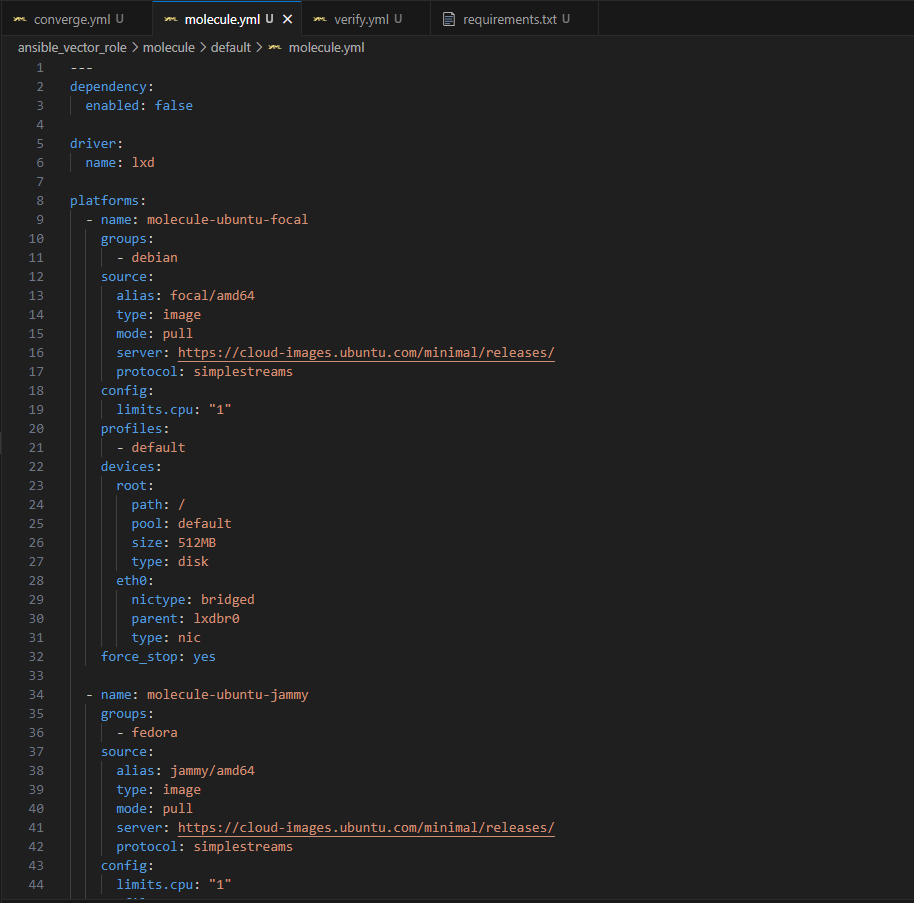 converge.yml U molecule.yml U verify.yml U requirements.txt U
ansible_vector_role > molecule > default > molecule.yml
1 ---
2 dependency:
3   enabled: false
4
5 driver:
6   name: lxd
7
8 platforms:
9   - name: molecule-ubuntu-focal
10     groups:
11       - debian
12     source:
13       alias: focal/amd64
14       type: image
15       mode: pull
16       server: https://cloud-images.ubuntu.com/minimal/releases/
17       protocol: simplestreams
18     config:
19       limits.cpu: "1"
20     profiles:
21       - default
22     devices:
23       root:
24         path: /
25         pool: default
26         size: 512MB
27         type: disk
28       eth0:
29         nictype: bridged
30         parent: lxdbr0
31         type: nic
32     force_stop: yes
33
34   - name: molecule-ubuntu-jammy
35     groups:
36       - fedora
37     source:
38       alias: jammy/amd64
39       type: image
40       mode: pull
41       server: https://cloud-images.ubuntu.com/minimal/releases/
42       protocol: simplestreams
43     config:
44       limits.cpu: "1"